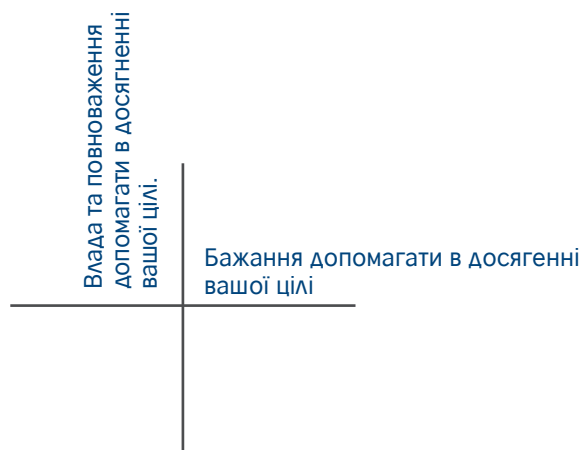 Влада та повноваження
допомагати в досягненні
вашої цілі.
Бажання допомагати в досягенні
вашої цілі